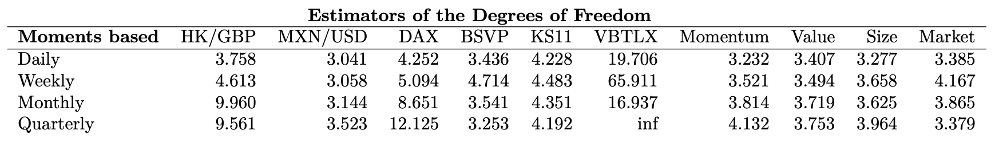 Estimators of the Degrees of Freedom
Moments based HK/GBP MXN/USD DAX BSVP KS11 VBTLX Momentum Value Size Market
Daily 3.758 3.041 4.252 3.436 4.228 19.706 3.232 3.407 3.277 3.385
Weekly 4.613 3.058 5.094 4.714 4.483 65.911 3.521 3.494 3.658 4.167
Monthly 9.960 3.144 8.651 3.541 4.351 16.937 3.814 3.719 3.625 3.865
Quarterly 9.561 3.523 12.125 3.253 4.192 inf 4.132 3.753 3.964 3.379